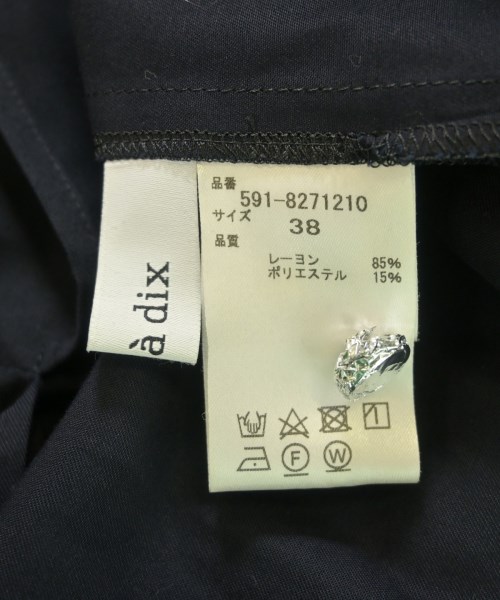 à dix
品番
591-8271210
サイズ
38
品質
レーヨン 85%
ポリエステル 15%
F
W